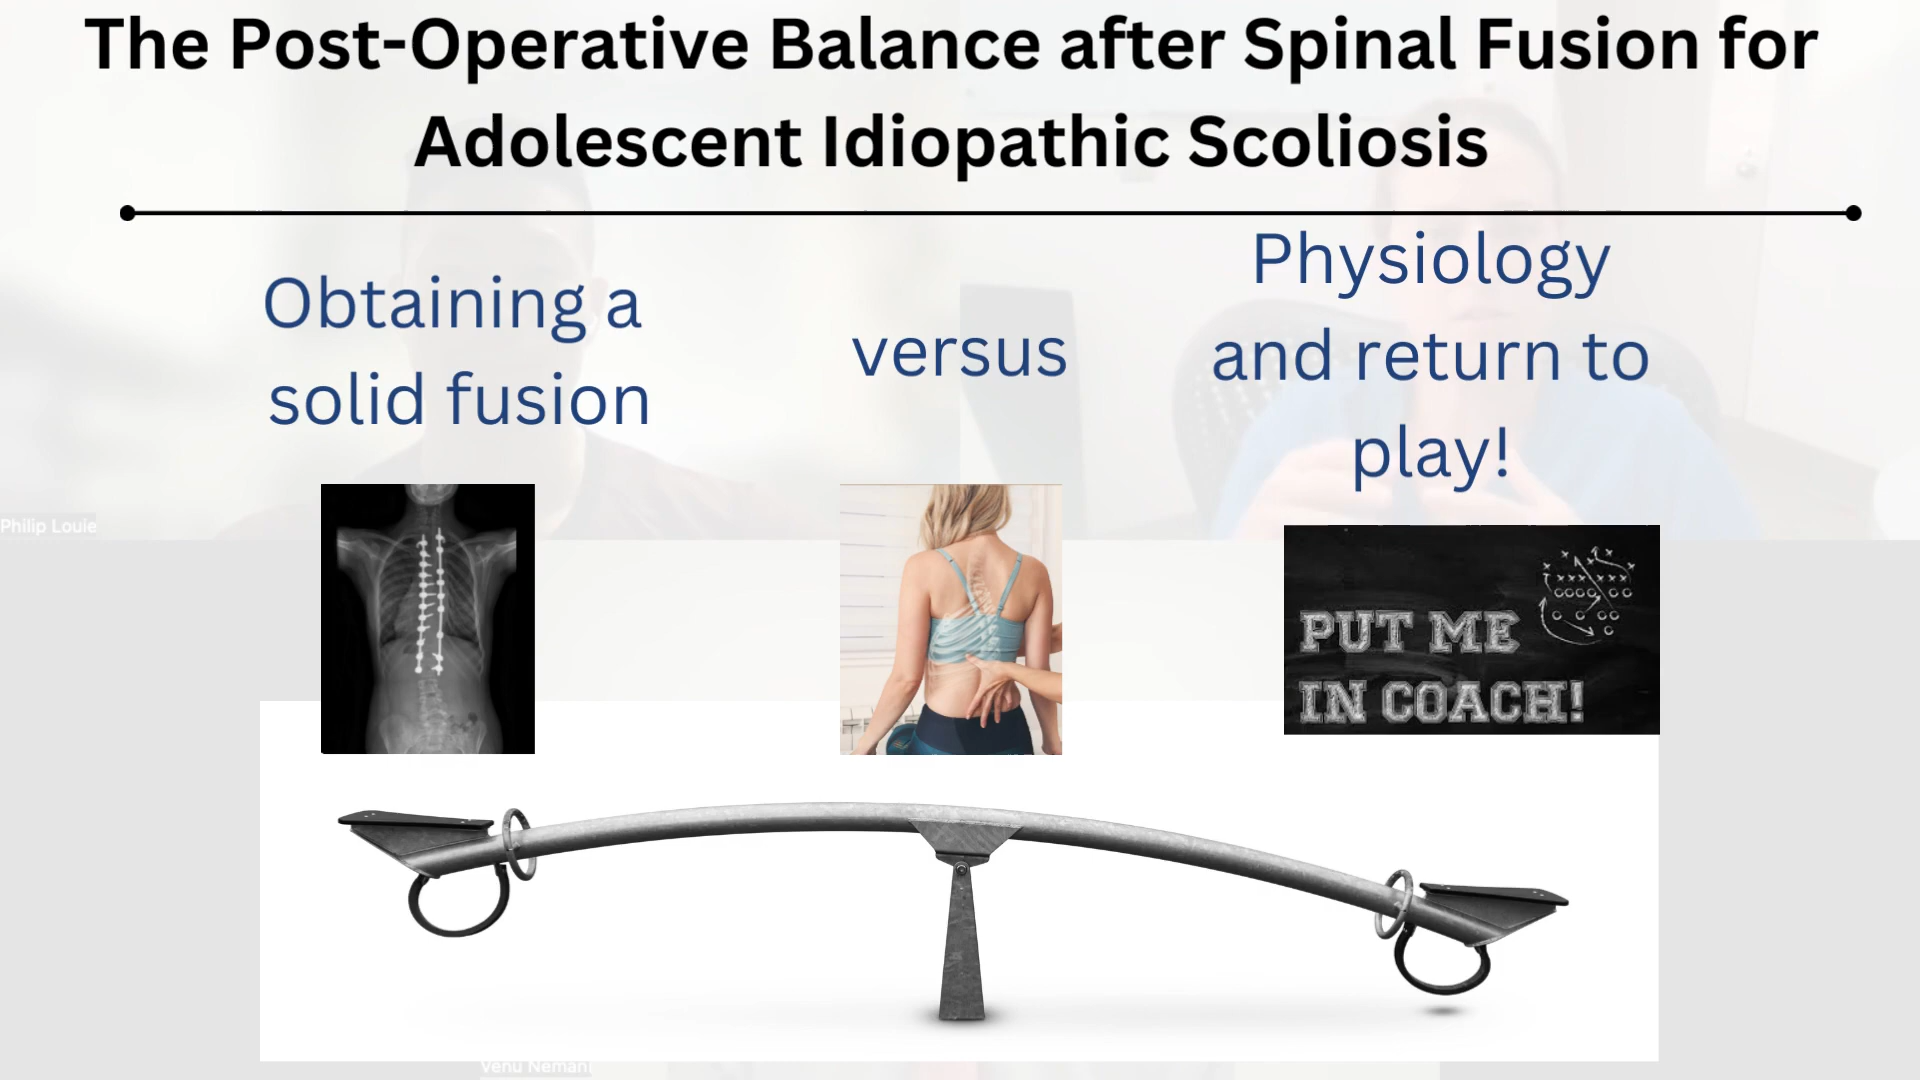 The Post-Operative Balance after Spinal Fusion for
Adolescent Idiopathic Scoliosis
Obtaining a
solid fusion
versus
Physiology
and return to
play!
Philip Louie
PUT ME
IN COACH!
Venu Nemani